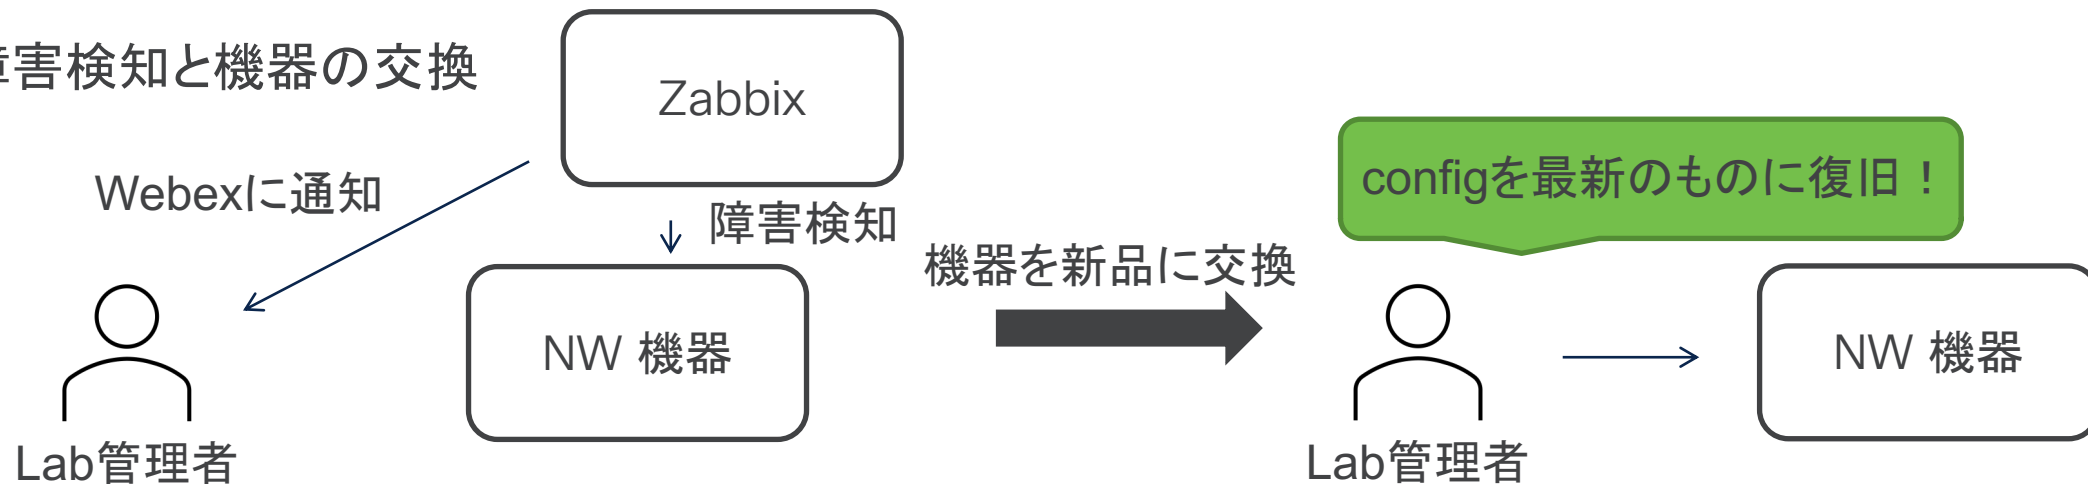 害検知と機器の交換
Zabbix
Webexに通知
障害検知
NW 機器
Lab管理者
機器を新品に交換
configを最新のものに復旧！
Lab管理者
NW 機器